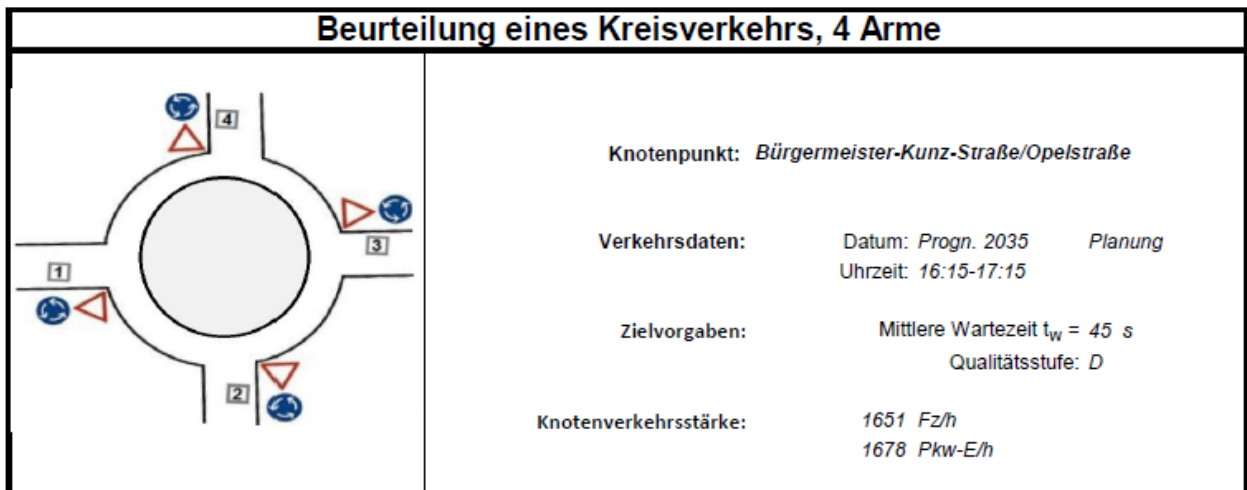 Beurteilung eines Kreisverkehrs, 4 Arme
4
3
1
2
Knotenpunkt: Bürgermeister-Kunz-Straße/Opelstraße
Verkehrsdaten: Datum: Progn. 2035 Planung
Uhrzeit: 16:15-17:15
Zielvorgaben: Mittlere Wartezeit tw = 45 s
Qualitätsstufe: D
Knotenverkehrsstärke: 1651 Fz/h
1678 Pkw-E/h